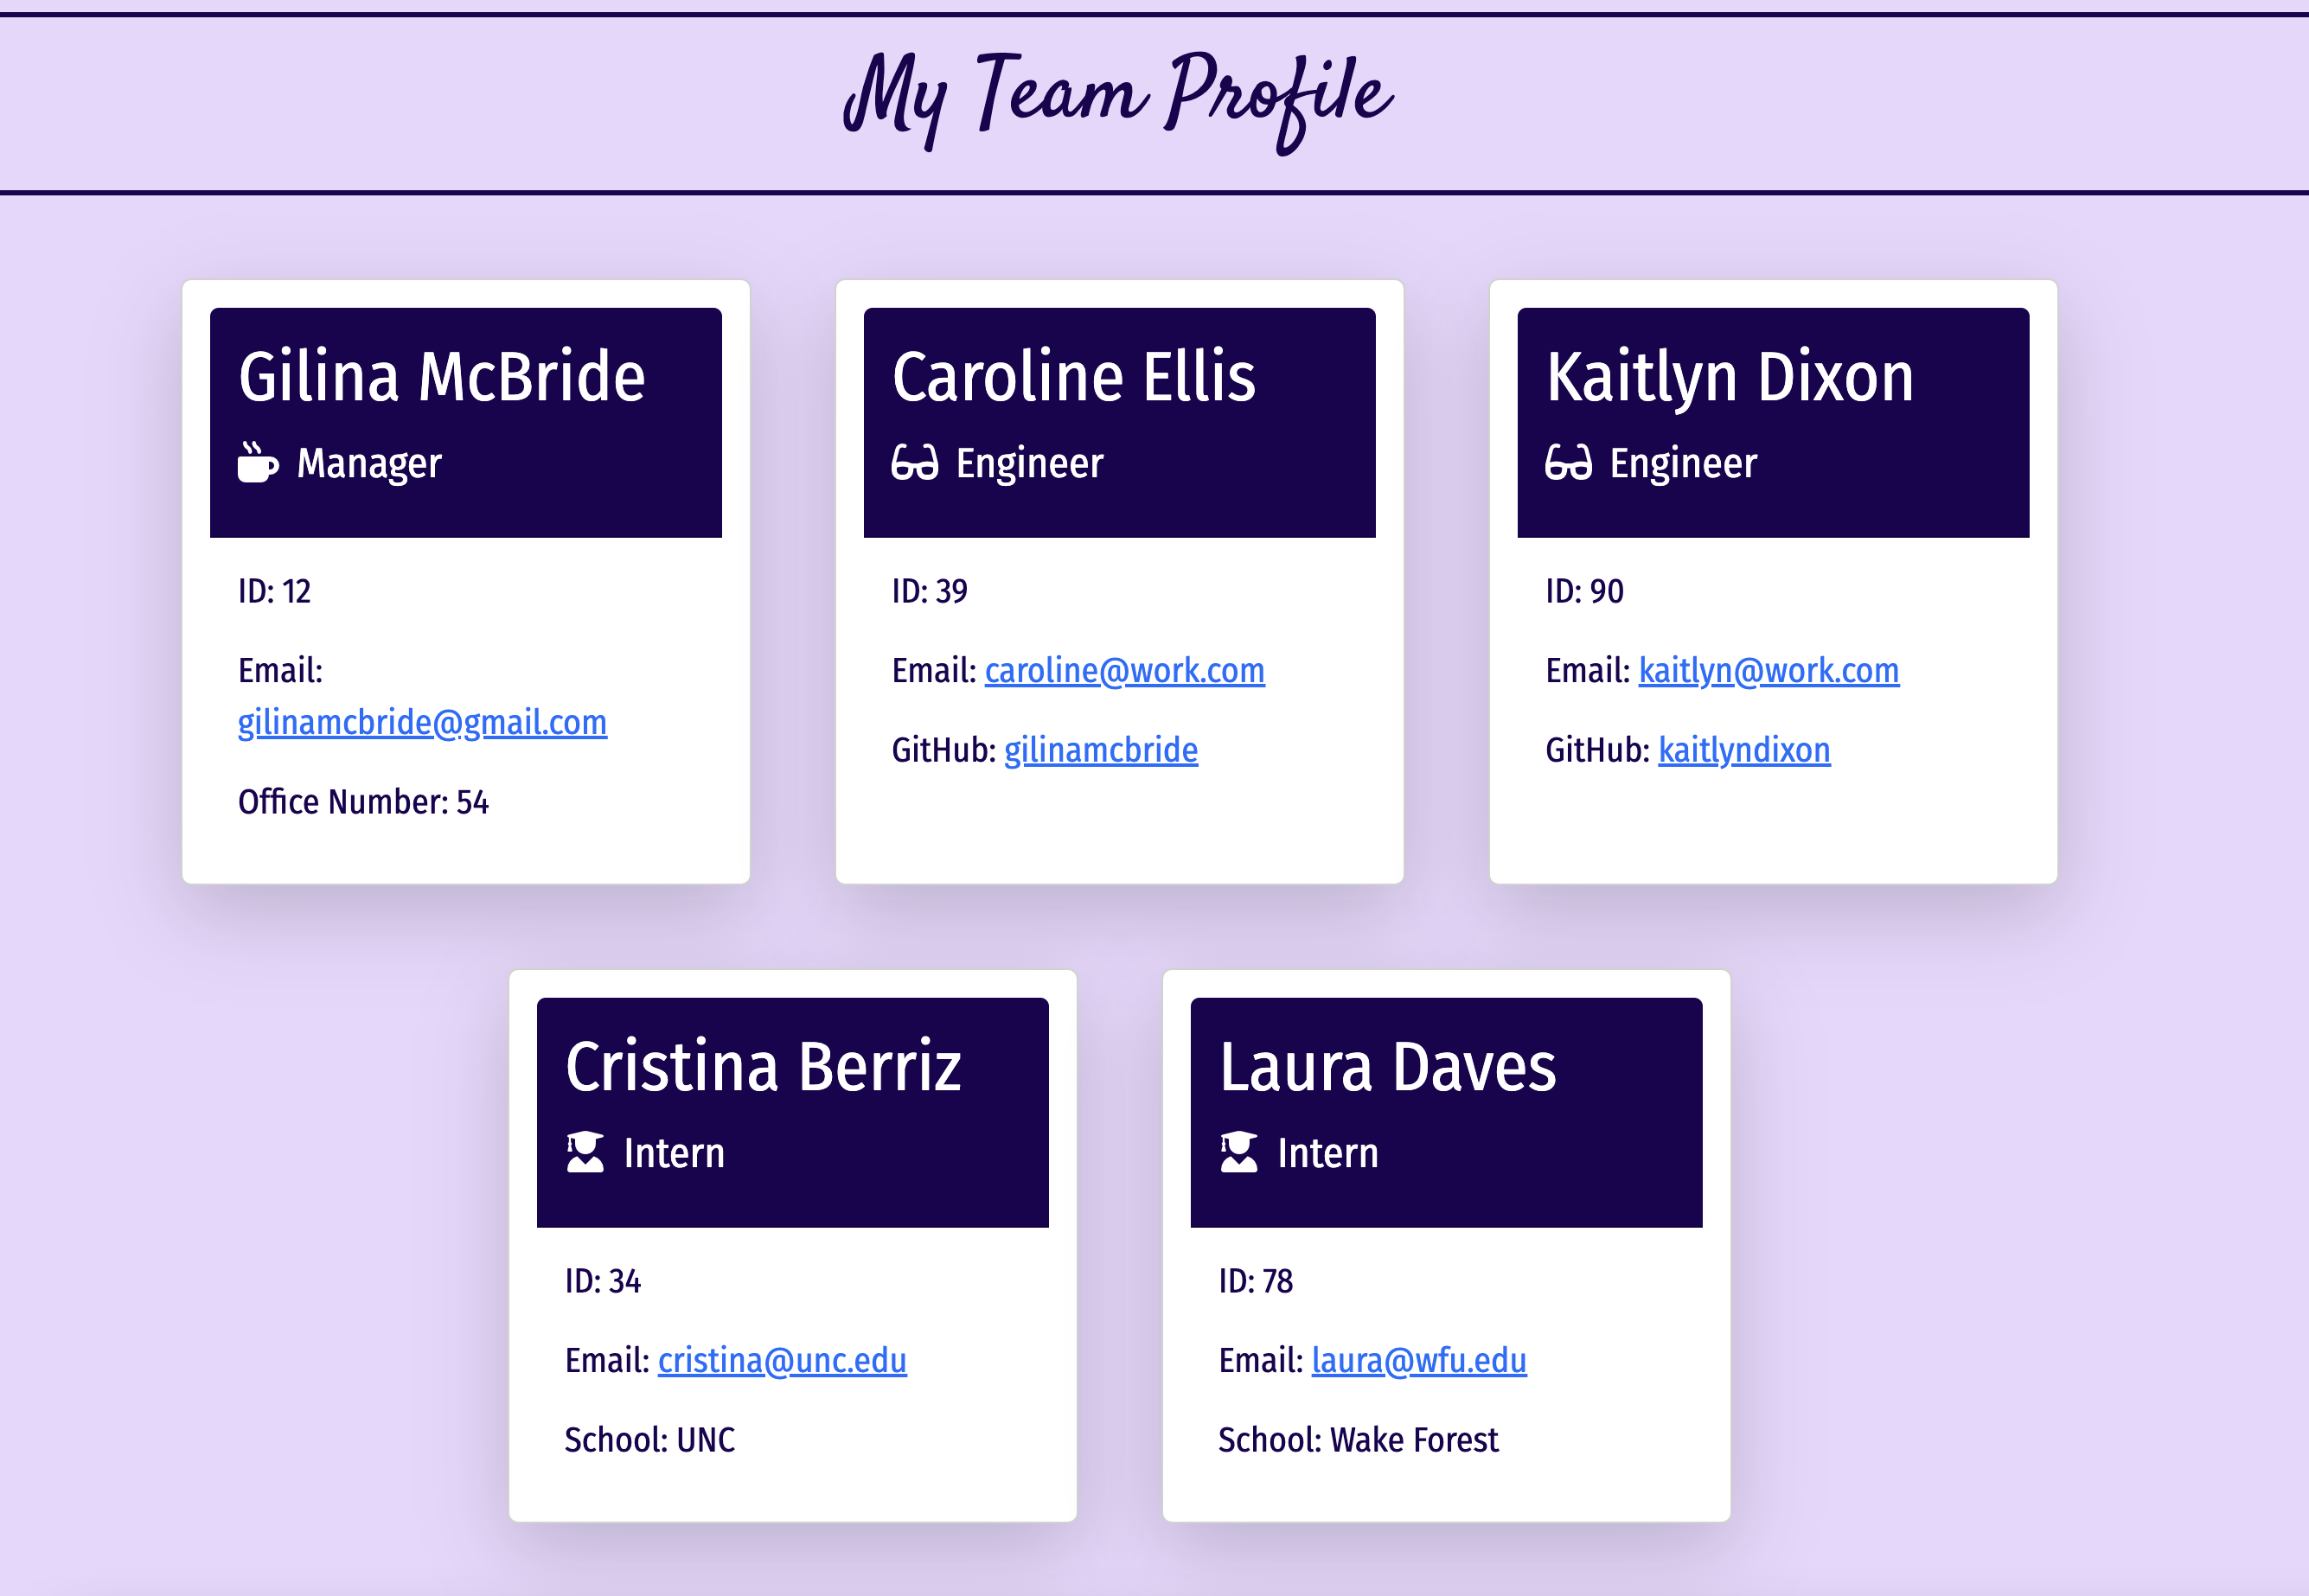 My Team Profile
Gilina McBride
Manager
ID: 12
Email:
gilinamcbride@gmail.com
Office Number: 54
Caroline Ellis
Engineer
ID: 39
Email: caroline@work.com
GitHub: gilinamcbride
Kaitlyn Dixon
Engineer
ID: 90
Email: kaitlyn@work.com
GitHub: kaitlyndixon
Cristina Berriz
Intern
ID: 34
Email: cristina@unc.edu
School: UNC
Laura Daves
Intern
ID: 78
Email: laura@wfu.edu
School: Wake Forest